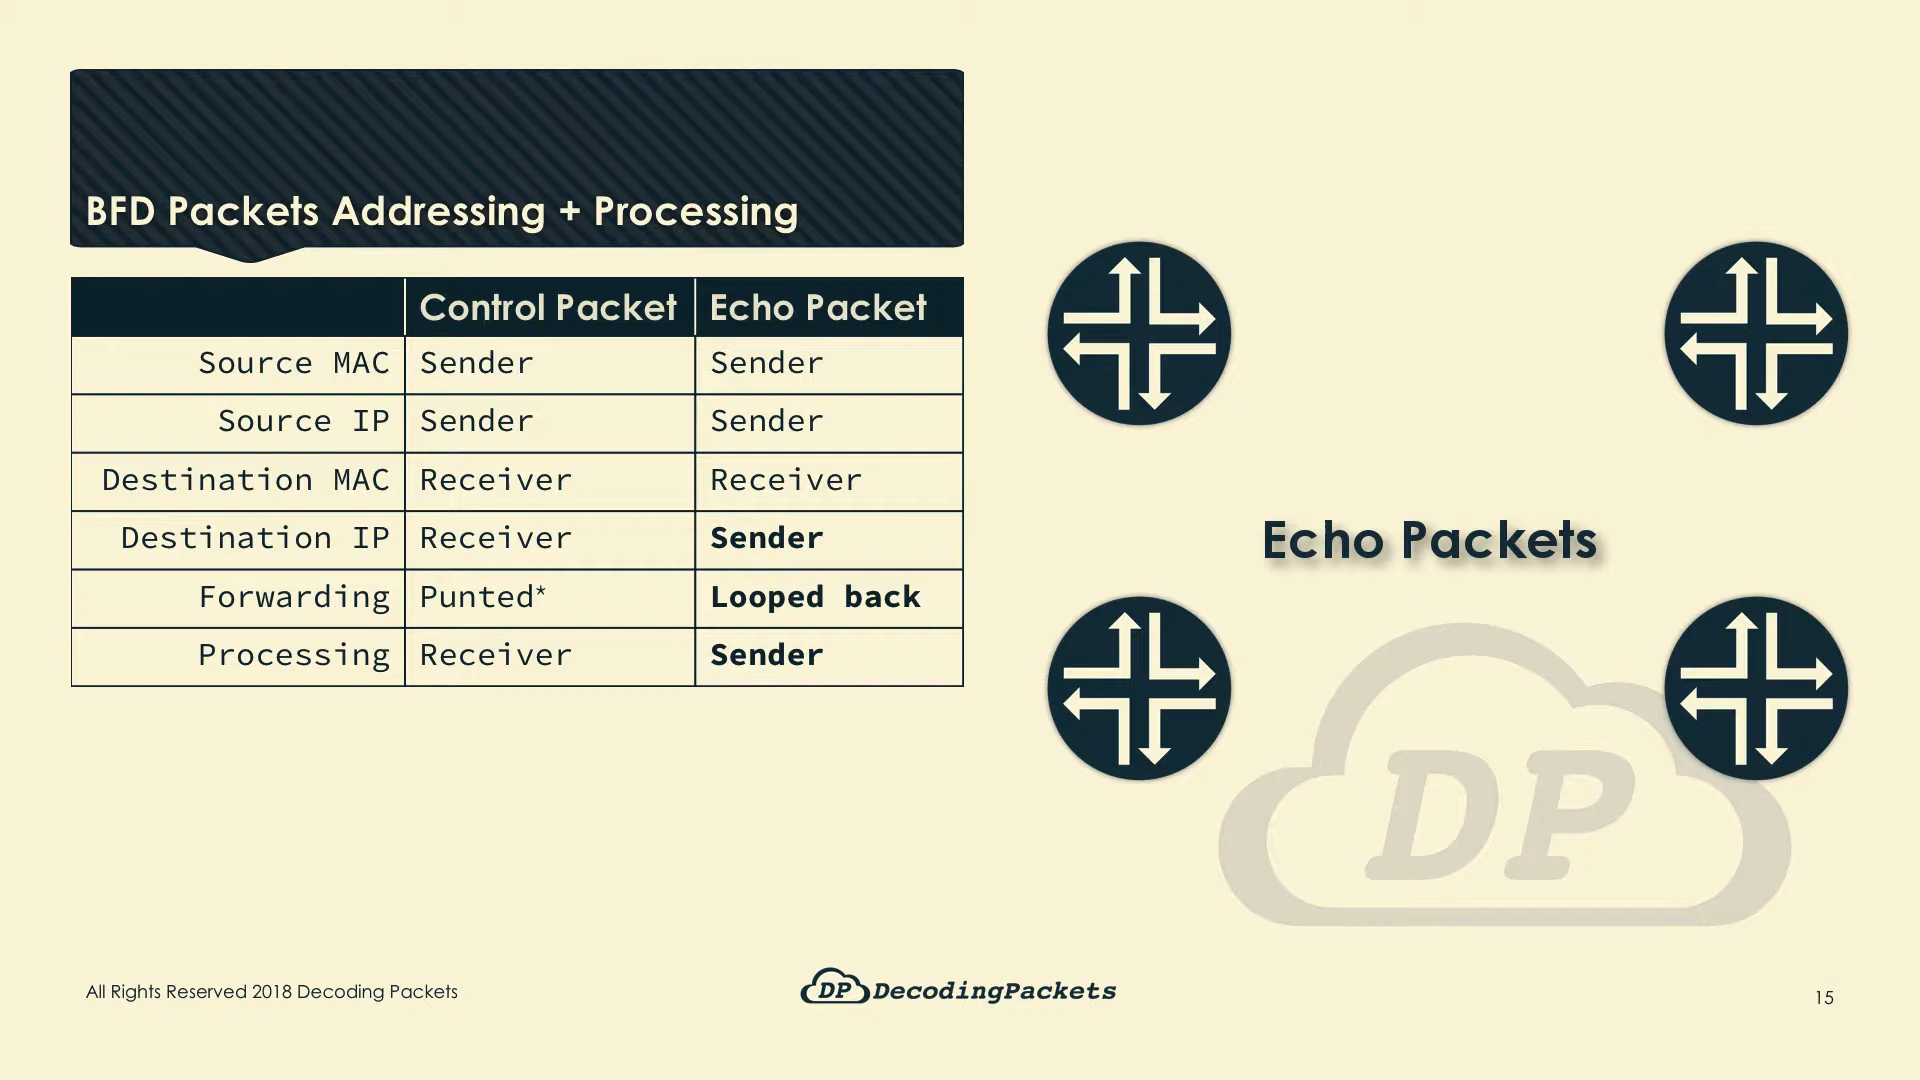 BFD Packets Addressing + Processing
Control Packet Echo Packet
Source MAC Sender Sender
Source IP Sender Sender
Destination MAC Receiver Receiver
Destination IP Receiver Sender
Forwarding Punted* Looped back
Processing Receiver Sender
Echo Packets
DP
All Rights Reserved 2018 Decoding Packets
DP DecodingPackets
15